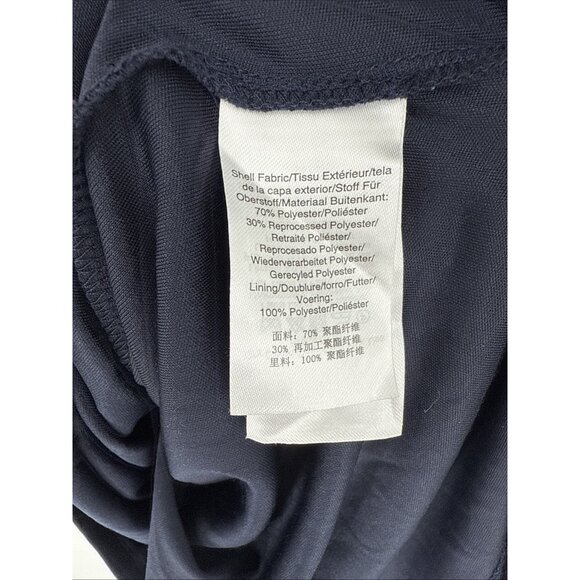 Shell Fabric/Tissu Extérieur/tela
de la capa exterior/Stoff Für
Oberstoff/Materiaal Buitenkant:
70% Polyester/Poliéster
30% Reprocessed Polyester/
Retraité Poliéster/
Reprocesado Polyester/
Wiederverarbeitet Polyester/
Gerecyled Polyester
Lining/Doublure/forro/Futter/
Voering:
100% Polyester/Poliéster
面料：70% 聚酯纤维
30% 再加工聚酯纤维
里料：100% 聚酯纤维